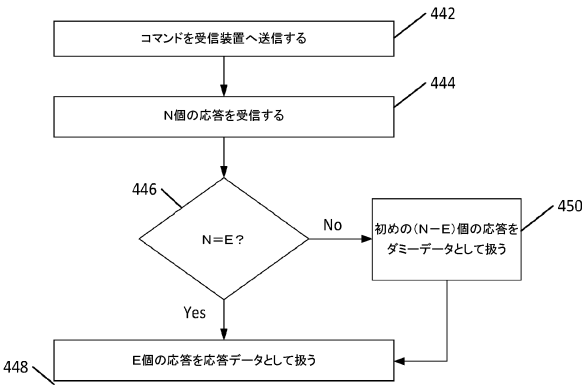 442
コマンドを受信装置へ送信する
444
N個の応答を受信する
446
N=E?
No
450
初めの(N-E)個の応答を
ダミーデータとして扱う
Yes
448
E個の応答を応答データとして扱う